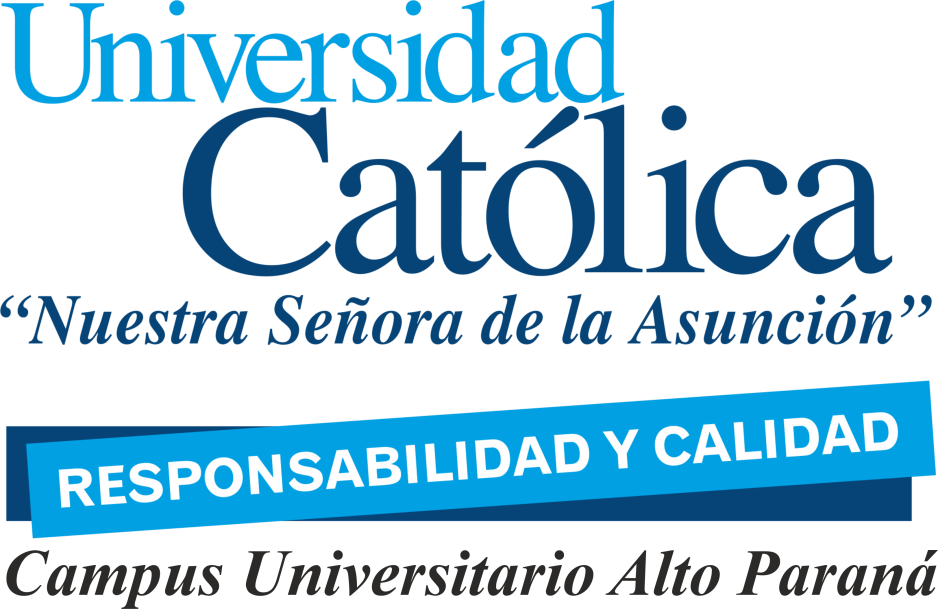 Universidad
Católica
“Nuestra Señora de la Asunción”
RESPONSABILIDAD Y CALIDAD
Campus Universitario Alto Paraná